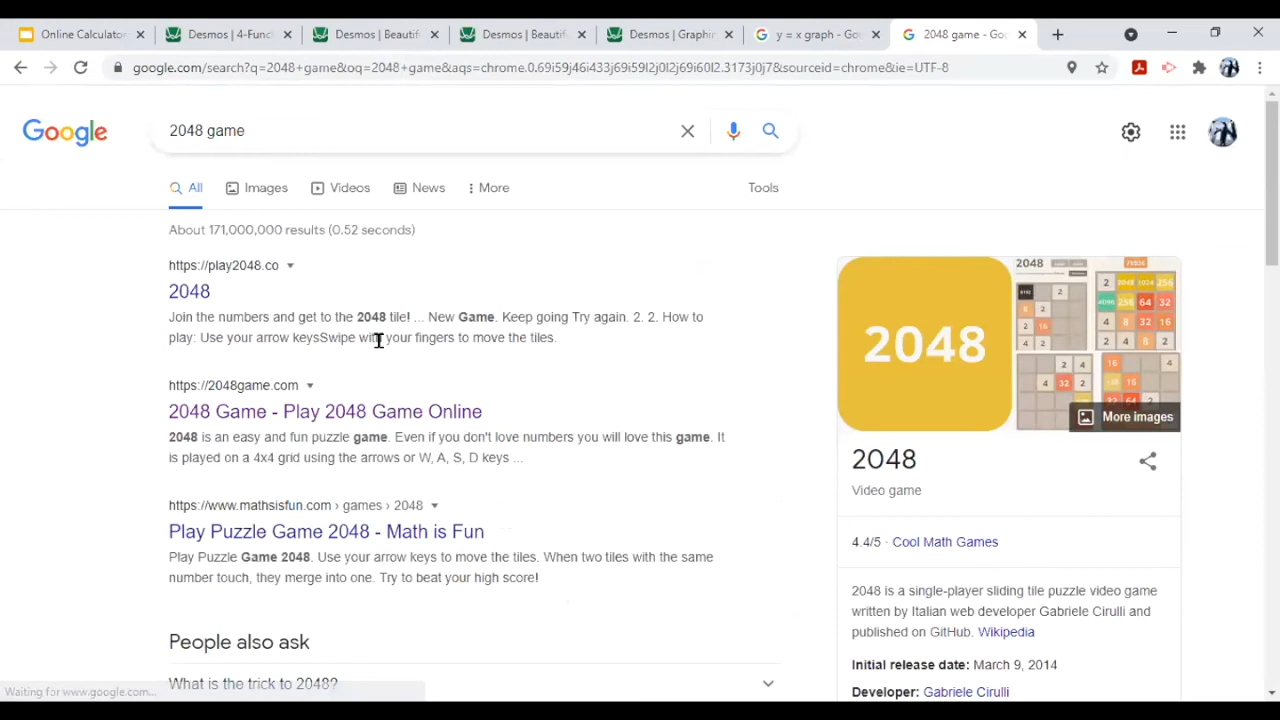 Online Calculator
Desmos | 4-Func
Desmos | Beautif
Desmos | Beautif
Desmos | Graphin
y = x graph - Goo
2048 game - Goo
google.com/search?q=2048+game&oq=2048+game&aqs=chrome.0.69i59j46i433j69i59l2j0l2j69i60l2.3173j0j7&sourceid=chrome&ie=UTF-8
Google
2048 game
All
Images
Videos
News
More
Tools
About 171,000,000 results (0.52 seconds)
https://play2048.co
2048
Join the numbers and get to the 2048 tile! ... New Game. Keep going Try again. 2. 2. How to
play: Use your arrow keysSwipe with your fingers to move the tiles.
https://2048game.com
2048 Game - Play 2048 Game Online
2048 is an easy and fun puzzle game. Even if you don't love numbers you will love this game. It
is played on a 4x4 grid using the arrows or W, A, S, D keys ...
https://www.mathsisfun.com › games › 2048
Play Puzzle Game 2048 - Math is Fun
Play Puzzle Game 2048. Use your arrow keys to move the tiles. When two tiles with the same
number touch, they merge into one. Try to beat your high score!
People also ask
What is the trick to 2048?
Waiting for www.google.com...
2048
2048
More images
2048
Video game
4.4/5 · Cool Math Games
2048 is a single-player sliding tile puzzle video game
written by Italian web developer Gabriele Cirulli and
published on GitHub. Wikipedia
Initial release date: March 9, 2014
Developer: Gabriele Cirulli